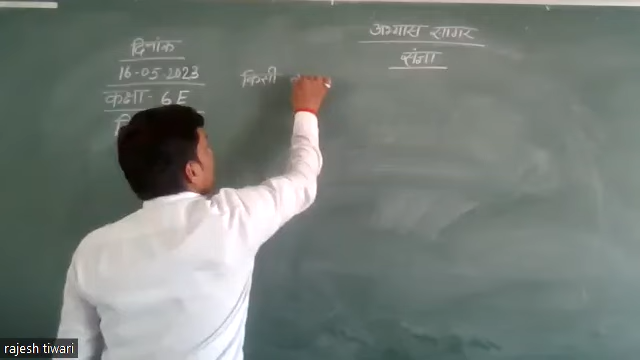 दिनांक
16-05-2023
कक्षा - 6 E
अभ्यास सागर
संज्ञा
किसी
rajesh tiwari